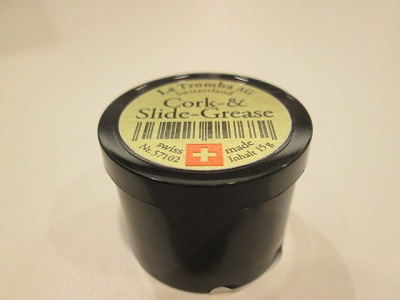 La Tromba AG
Switzerland
Cork-&
Slide-Grease
swiss made
Nr. 57102 Inhalt 15 g